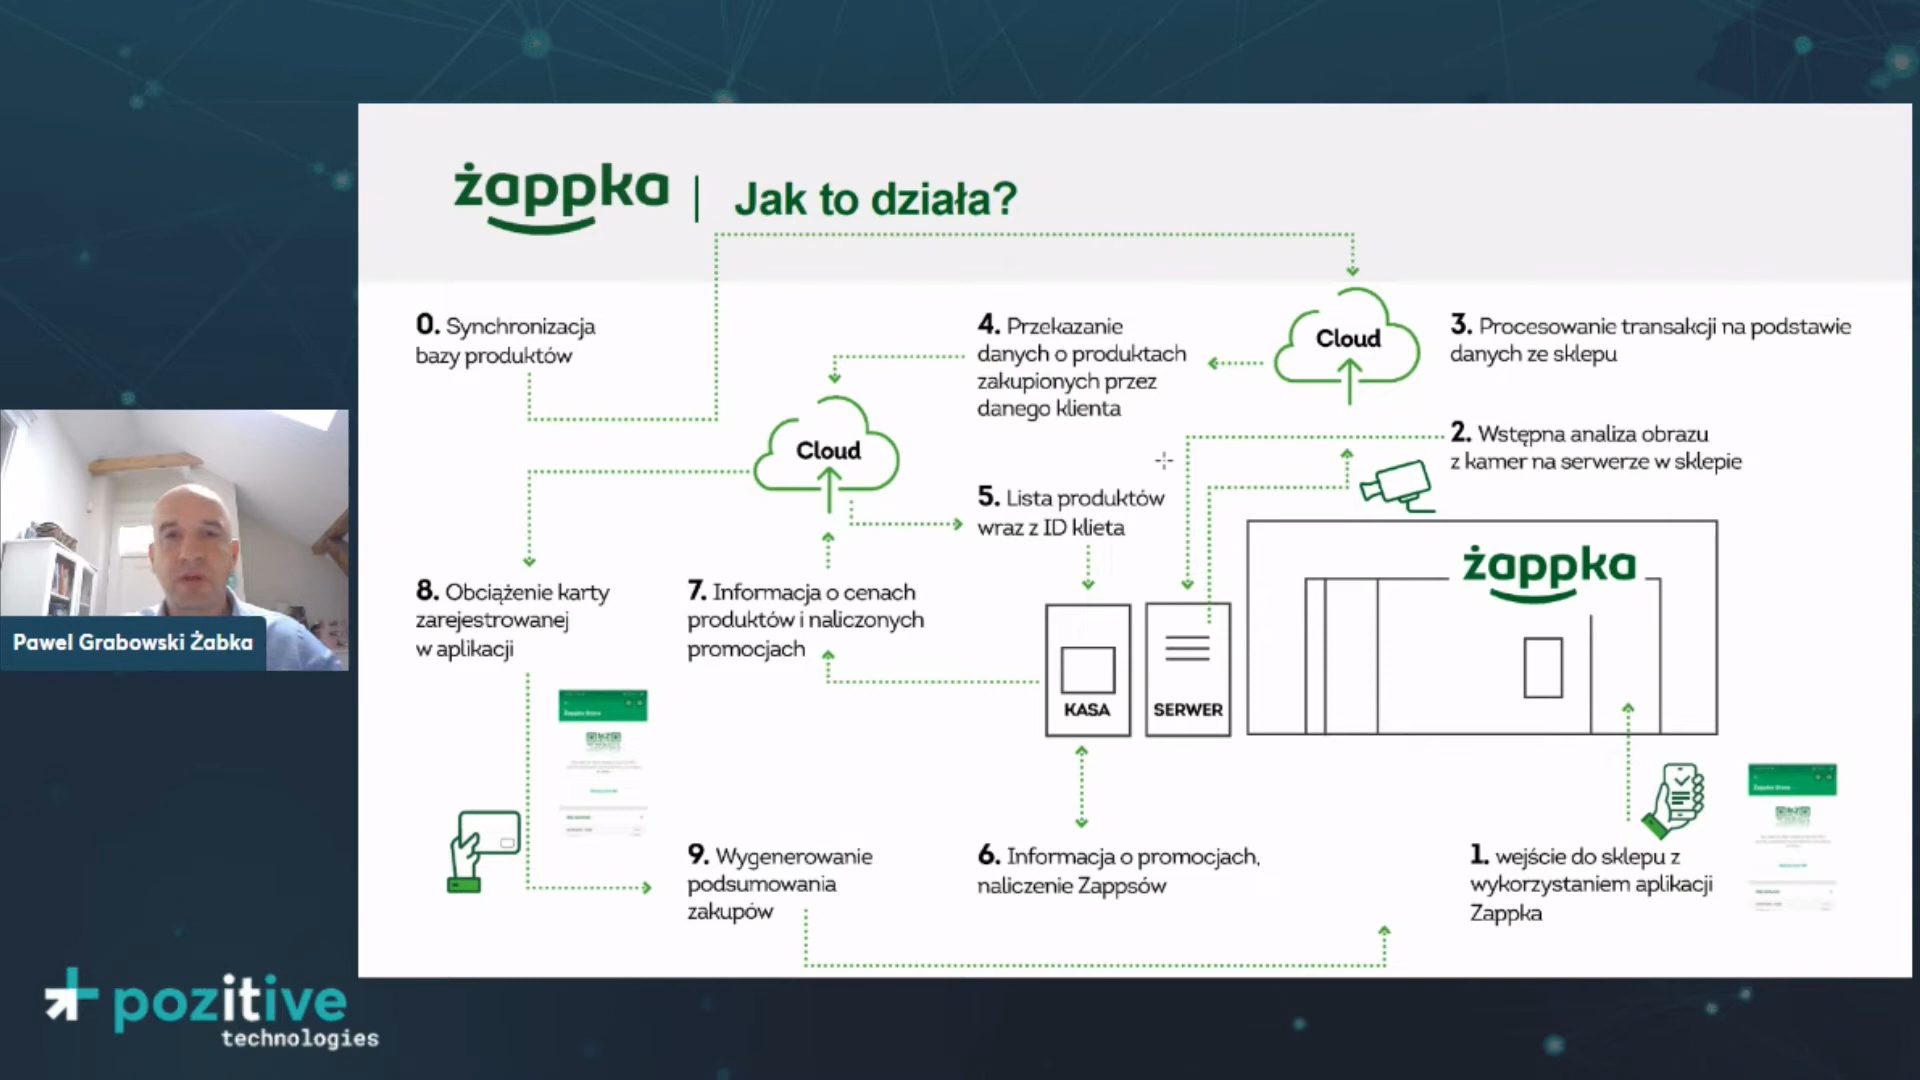 żappka | Jak to działa?
0. Synchronizacja
bazy produktów
4. Przekazanie
danych o produktach
zakupionych przez
danego klienta
Cloud
3. Procesowanie transakcji na podstawie
danych ze sklepu
2. Wstępna analiza obrazu
z kamer na serwerze w sklepie
Cloud
5. Lista produktów
wraz z ID klieta
8. Obciążenie karty
zarejestrowanej
w aplikacji
7. Informacja o cenach
produktów i naliczonych
promocjach
żappka
KASA
SERWER
Pawel Grabowski Żabka
9. Wygenerowanie
podsumowania
zakupów
6. Informacja o promocjach,
naliczenie Zappsów
1. wejście do sklepu z
wykorzystaniem aplikacji
Zappka
pozitive
technologies